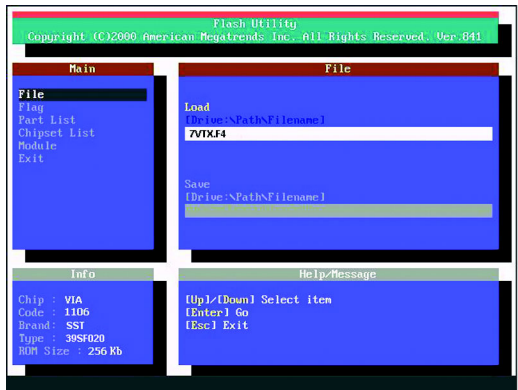 Flash Utility
Copyright (C)2000 American Megatrends Inc. All Rights Reserved. Ver:841
Main
File
Flag
Part List
Chipset List
Module
Exit
File
Load
[Drive:\Path\Filename]
7VTX.F4
Save
[Drive:\Path\Filename]
Info
Chip : VIA
Code : 1106
Brand: SST
Type : 39SF020
ROM Size : 256 Kb
Help/Message
[Up]/[Down] Select item
[Enter] Go
[Esc] Exit